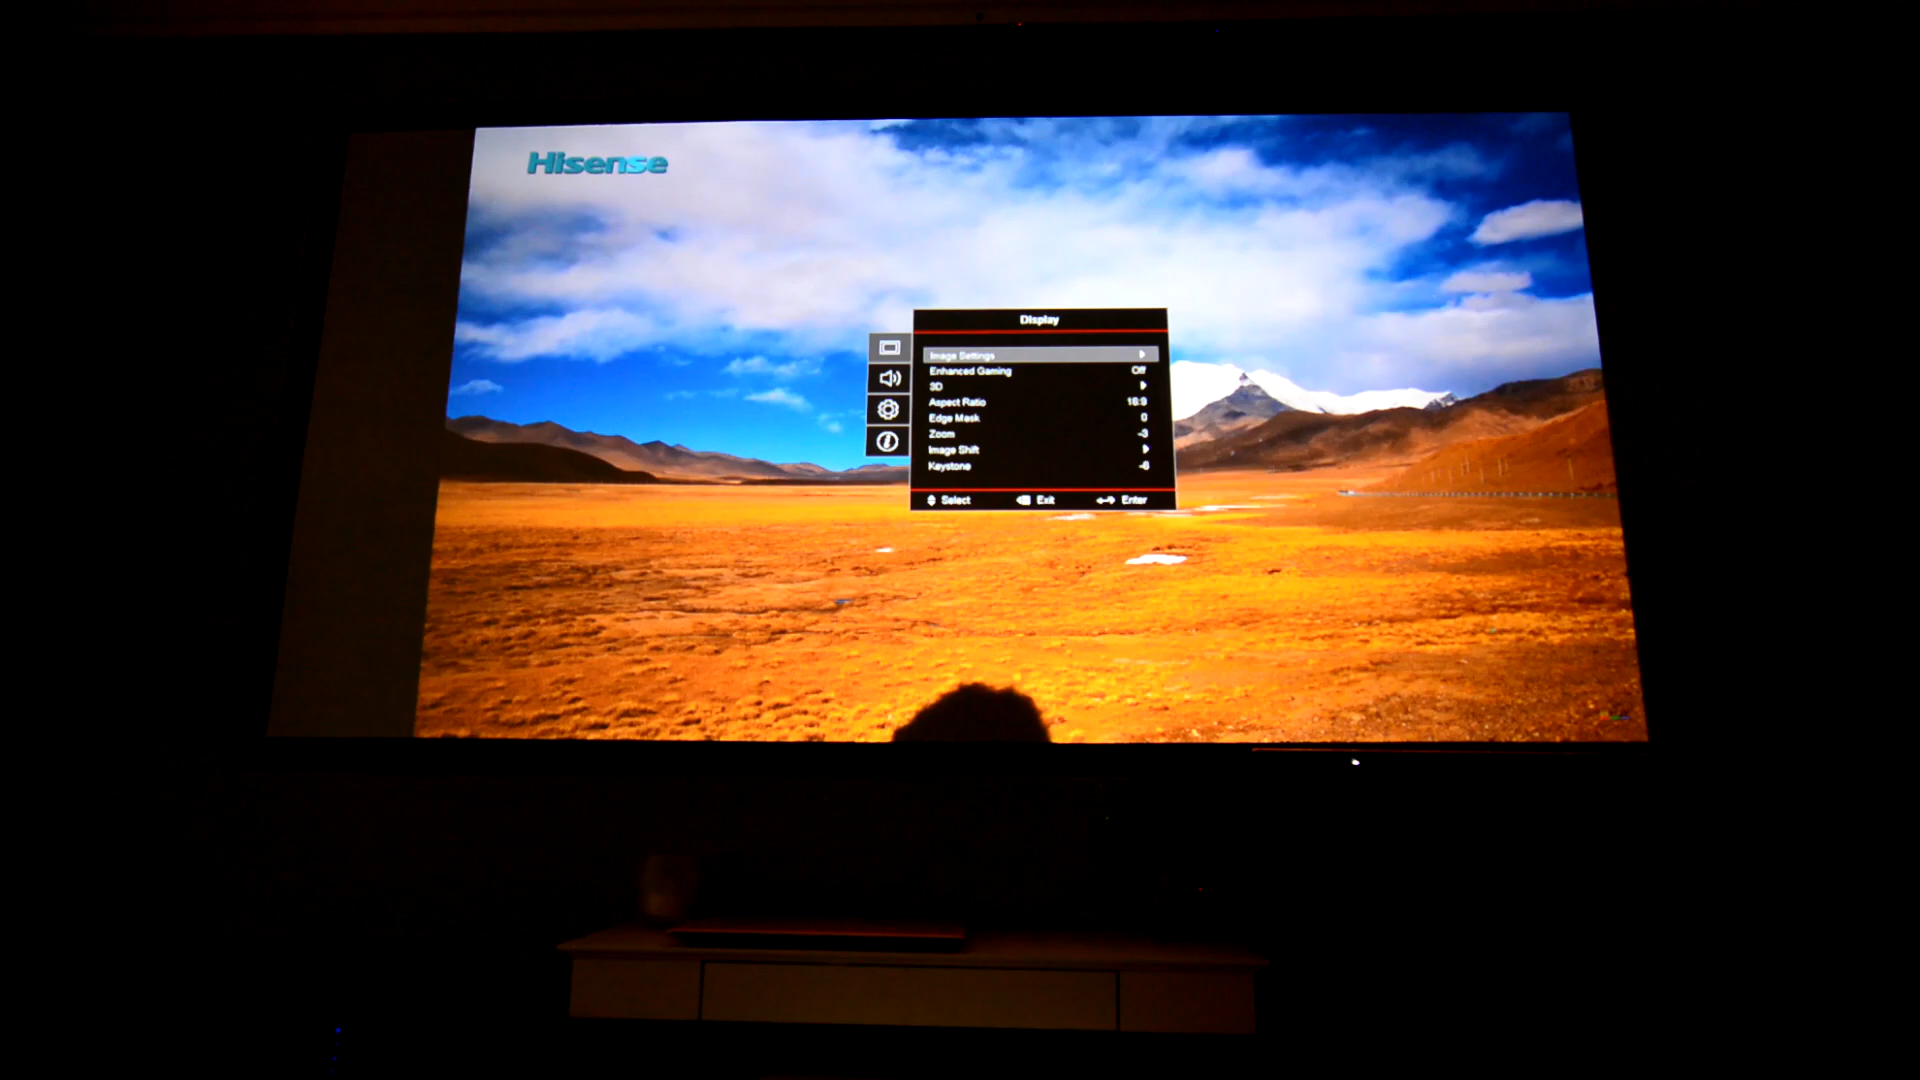 Hisense
Display
Image Settings
Enhanced Gaming Off
3D
Aspect Ratio 16:9
Edge Mask 0
Zoom -3
Image Shift
Keystone -6
Select Exit Enter